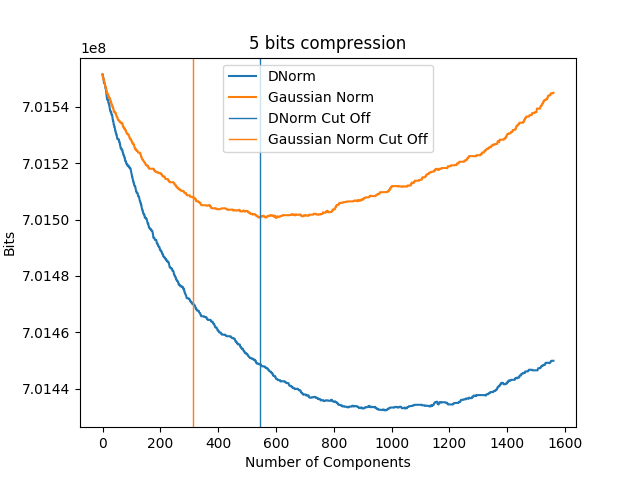 5 bits compression
1e8
DNorm
Gaussian Norm
DNorm Cut Off
Gaussian Norm Cut Off
7.0154
7.0152
7.0150
7.0148
7.0146
7.0144
Bits
0 200 400 600 800 1000 1200 1400 1600
Number of Components